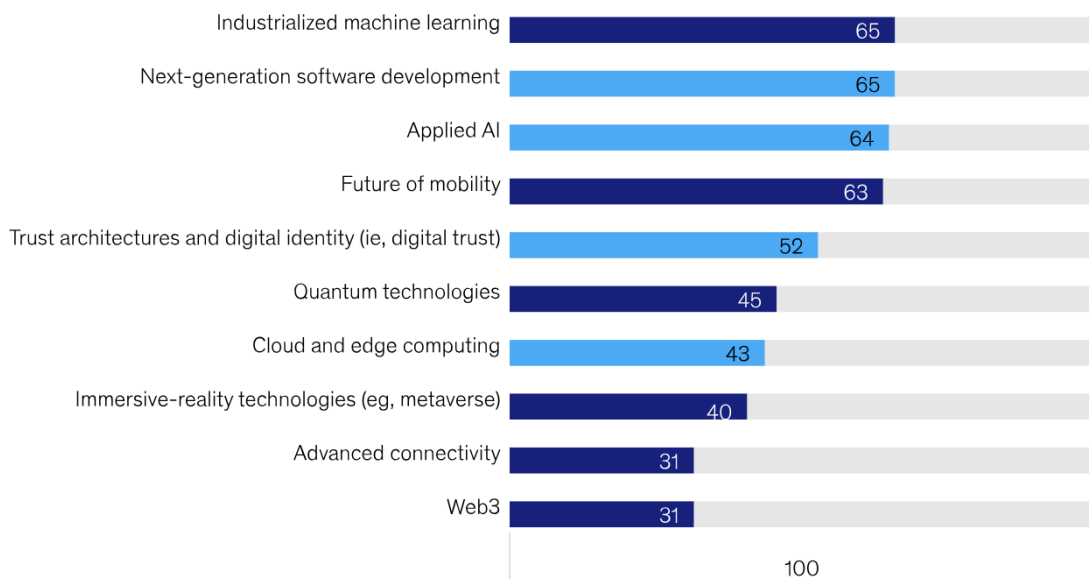 Industrialized machine learning 65
Next-generation software development 65
Applied AI 64
Future of mobility 63
Trust architectures and digital identity (ie, digital trust) 52
Quantum technologies 45
Cloud and edge computing 43
Immersive-reality technologies (eg, metaverse) 40
Advanced connectivity 31
Web3 31
100